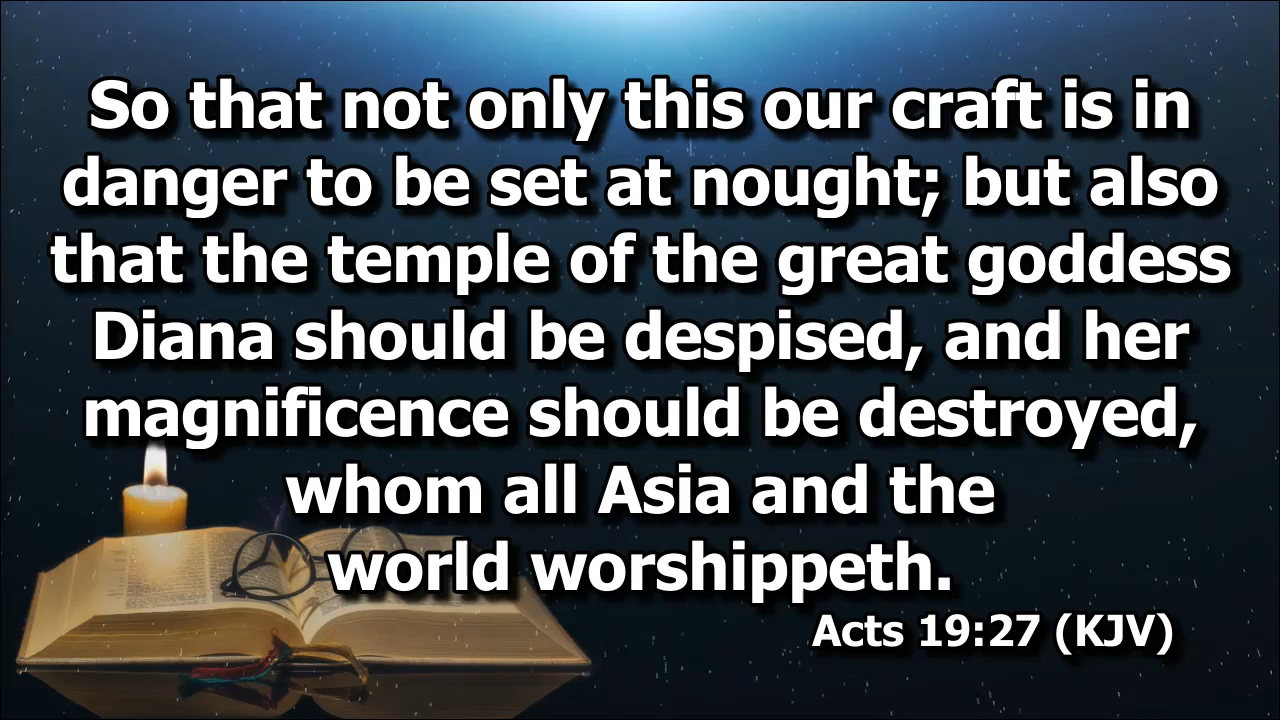 So that not only this our craft is in
danger to be set at nought; but also
that the temple of the great goddess
Diana should be despised, and her
magnificence should be destroyed,
whom all Asia and the
world worshippeth.
Acts 19:27 (KJV)